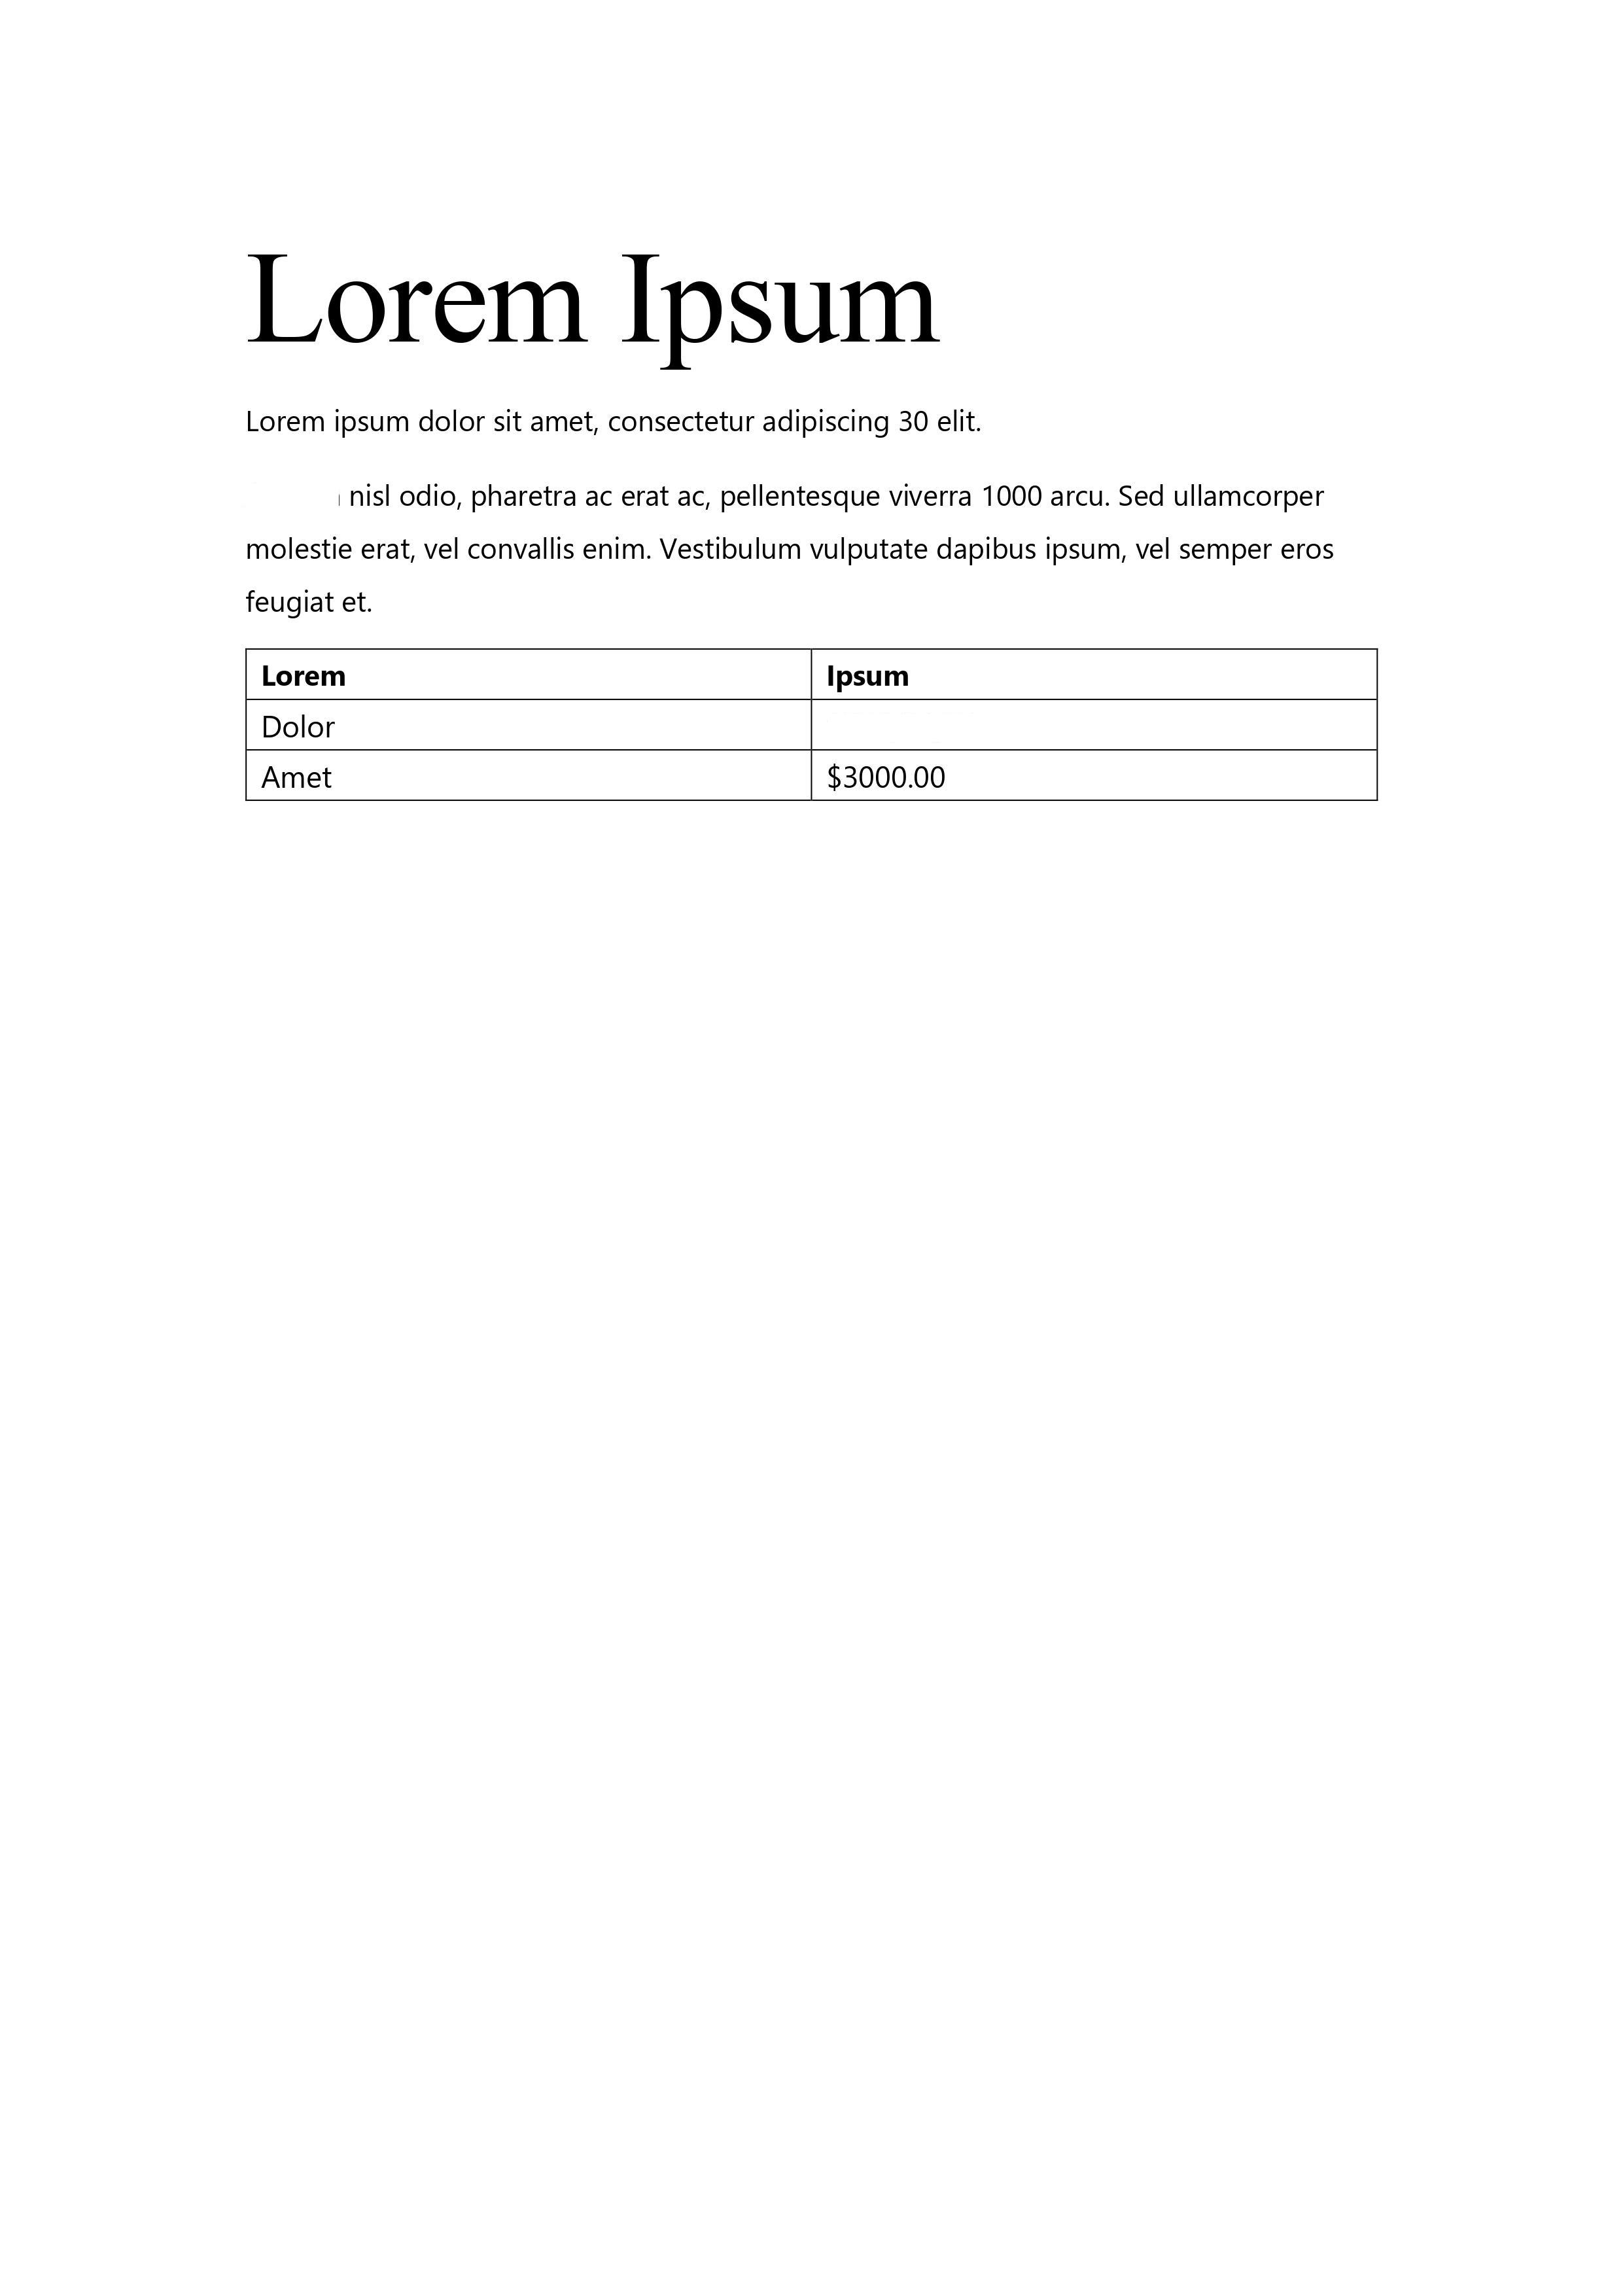 Lorem Ipsum
Lorem ipsum dolor sit amet, consectetur adipiscing 30 elit.
nisl odio, pharetra ac erat ac, pellentesque viverra 1000 arcu. Sed ullamcorper
molestie erat, vel convallis enim. Vestibulum vulputate dapibus ipsum, vel semper eros
feugiat et.
Lorem Ipsum
Dolor
Amet $3000.00